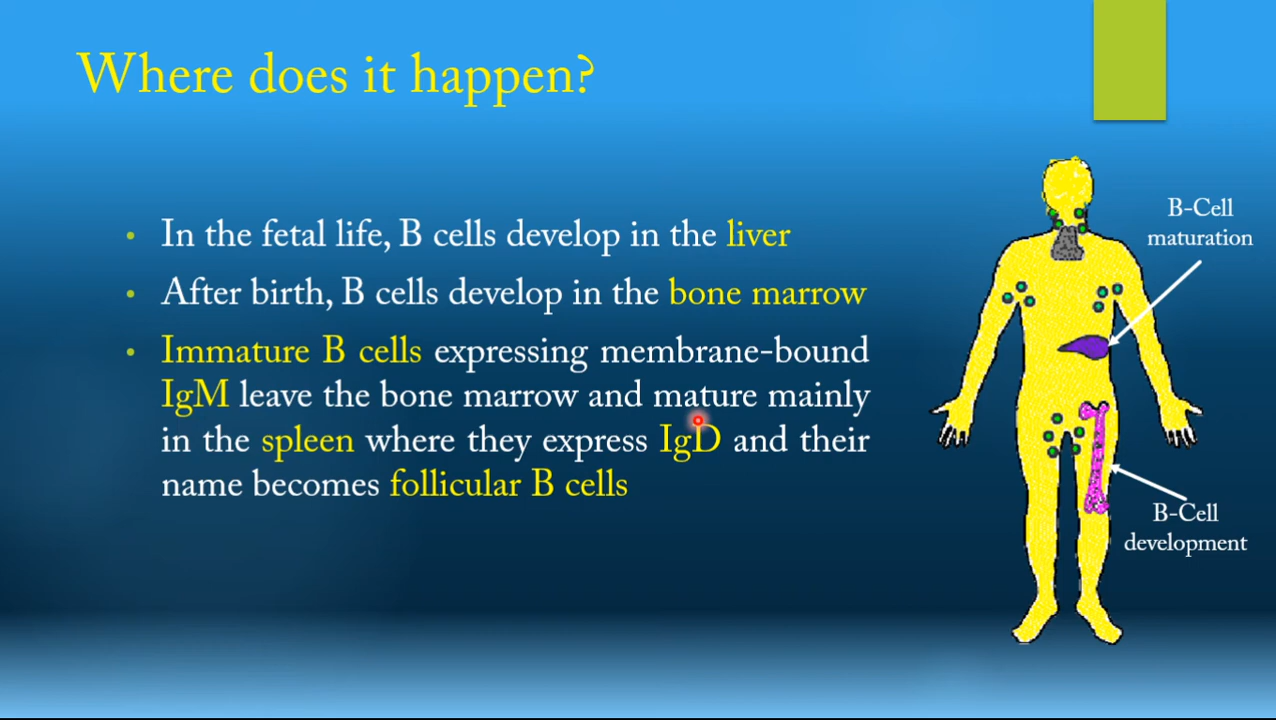 Where does it happen?
• In the fetal life, B cells develop in the liver
• After birth, B cells develop in the bone marrow
• Immature B cells expressing membrane-bound
IgM leave the bone marrow and mature mainly
in the spleen where they express IgD and their
name becomes follicular B cells
B-Cell
maturation
B-Cell
development